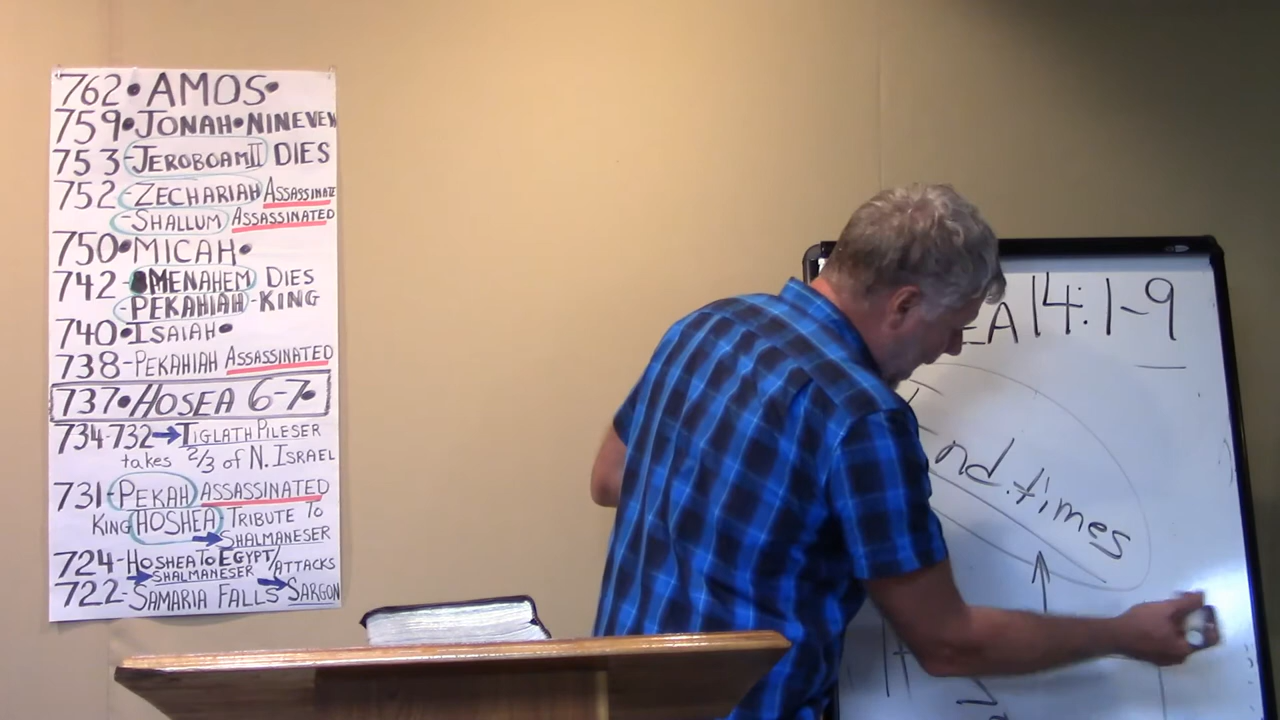 762•AMOS•
759•JONAH•NINEVEH
753-JEROBOAM II DIES
752-ZECHARIAH ASSASSINATE
-SHALLUM ASSASSINATED
750•MICAH•
742-MENAHEM DIES
-PEKAHIAH-KING
740•ISAIAH•
738-PEKAHIAH ASSASSINATED
737•HOSEA 6-7•
734-732→TIGLATH PILESER
takes 2/3 of N. ISRAEL
731-PEKAH ASSASSINATED
KING HOSHEA TRIBUTE TO
→SHALMANESER
724-HOSHEA TO EGYPT/
→SHALMANESER ATTACKS
722-SAMARIA FALLS→SARGON
EA 14:1-9
nd.times